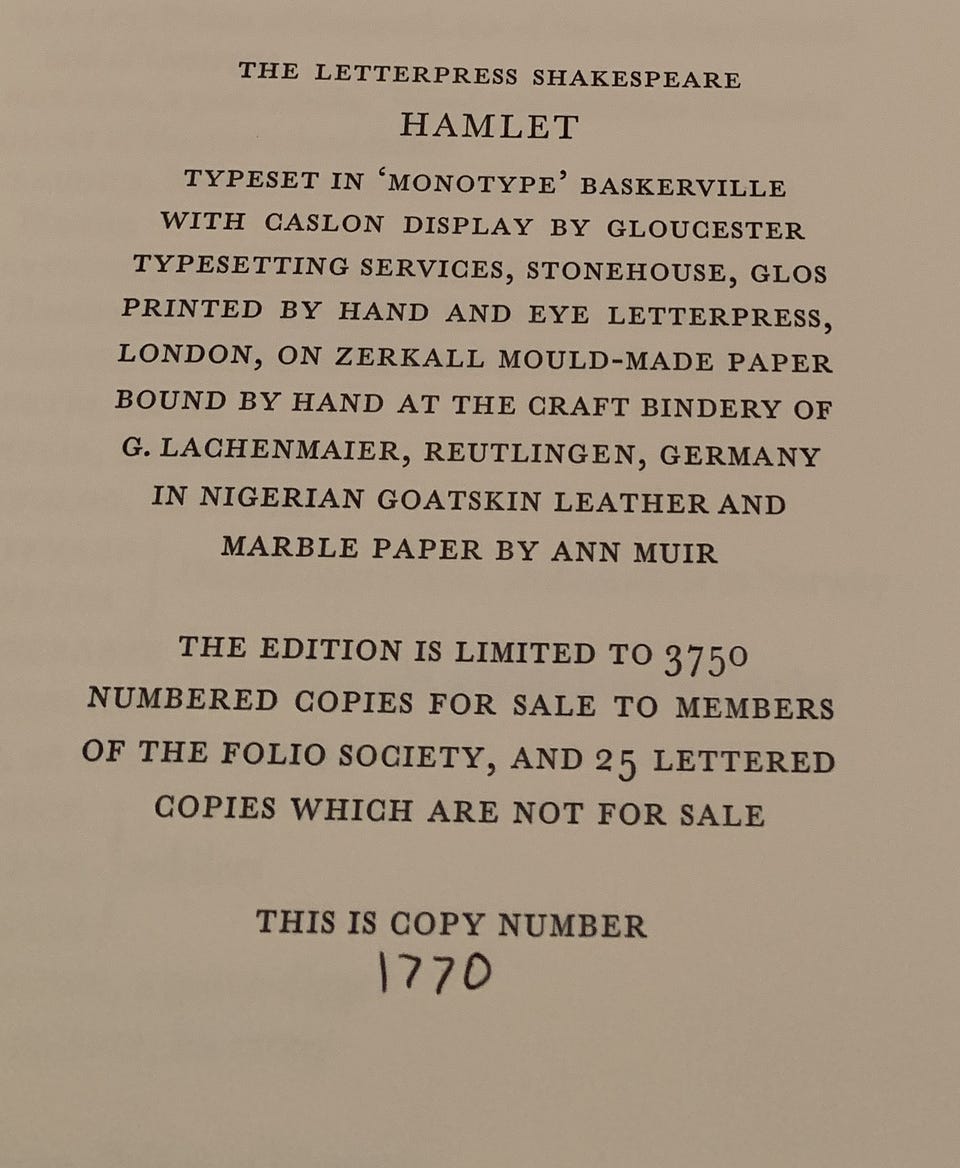 THE LETTERPRESS SHAKESPEARE
HAMLET
TYPESET IN ‘MONOTYPE’ BASKERVILLE
WITH CASLON DISPLAY BY GLOUCESTER
TYPESETTING SERVICES, STONEHOUSE, GLOS
PRINTED BY HAND AND EYE LETTERPRESS,
LONDON, ON ZERKALL MOULD-MADE PAPER
BOUND BY HAND AT THE CRAFT BINDERY OF
G. LACHENMAIER, REUTLINGEN, GERMANY
IN NIGERIAN GOATSKIN LEATHER AND
MARBLE PAPER BY ANN MUIR
THE EDITION IS LIMITED TO 3750
NUMBERED COPIES FOR SALE TO MEMBERS
OF THE FOLIO SOCIETY, AND 25 LETTERED
COPIES WHICH ARE NOT FOR SALE
THIS IS COPY NUMBER
1770